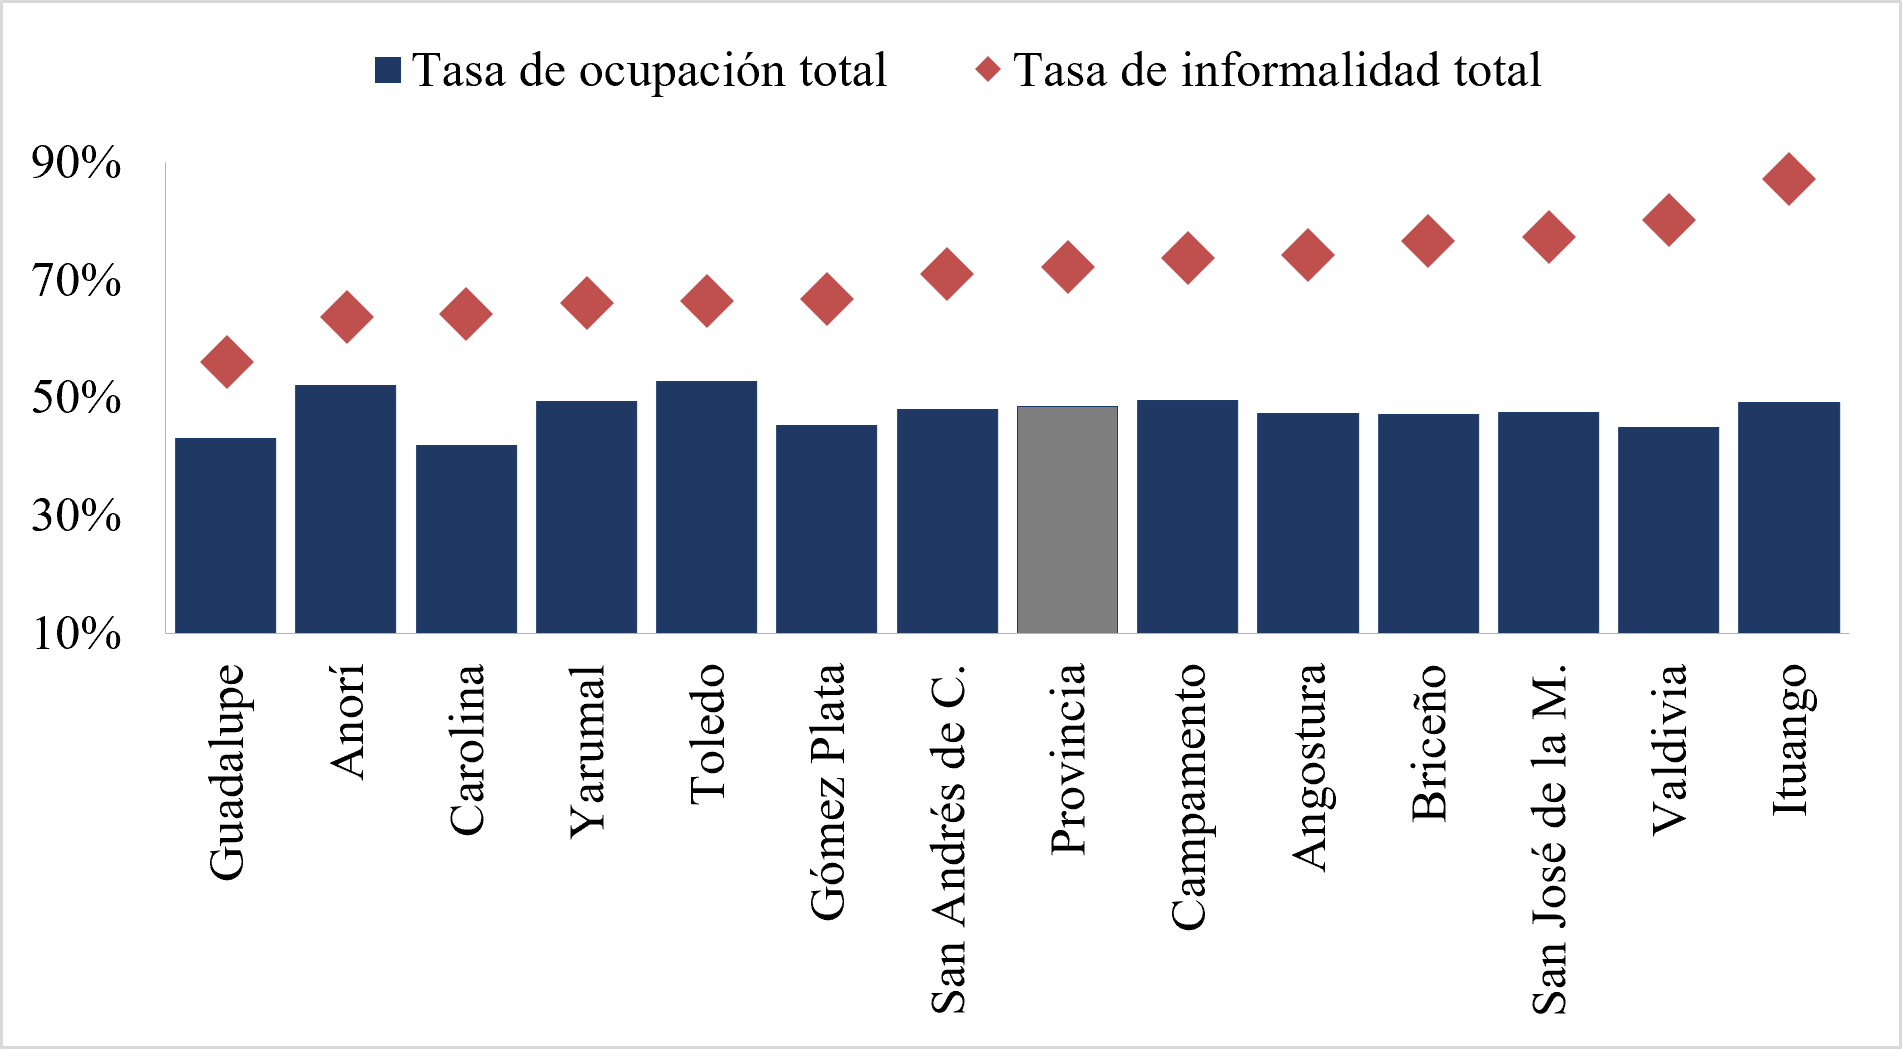 Tasa de ocupación total
Tasa de informalidad total
90%
70%
50%
30%
10%
Guadalupe
Anorí
Carolina
Yarumal
Toledo
Gómez Plata
San Andrés de C.
Provincia
Campamento
Angostura
Briceño
San José de la M.
Valdivia
Ituango